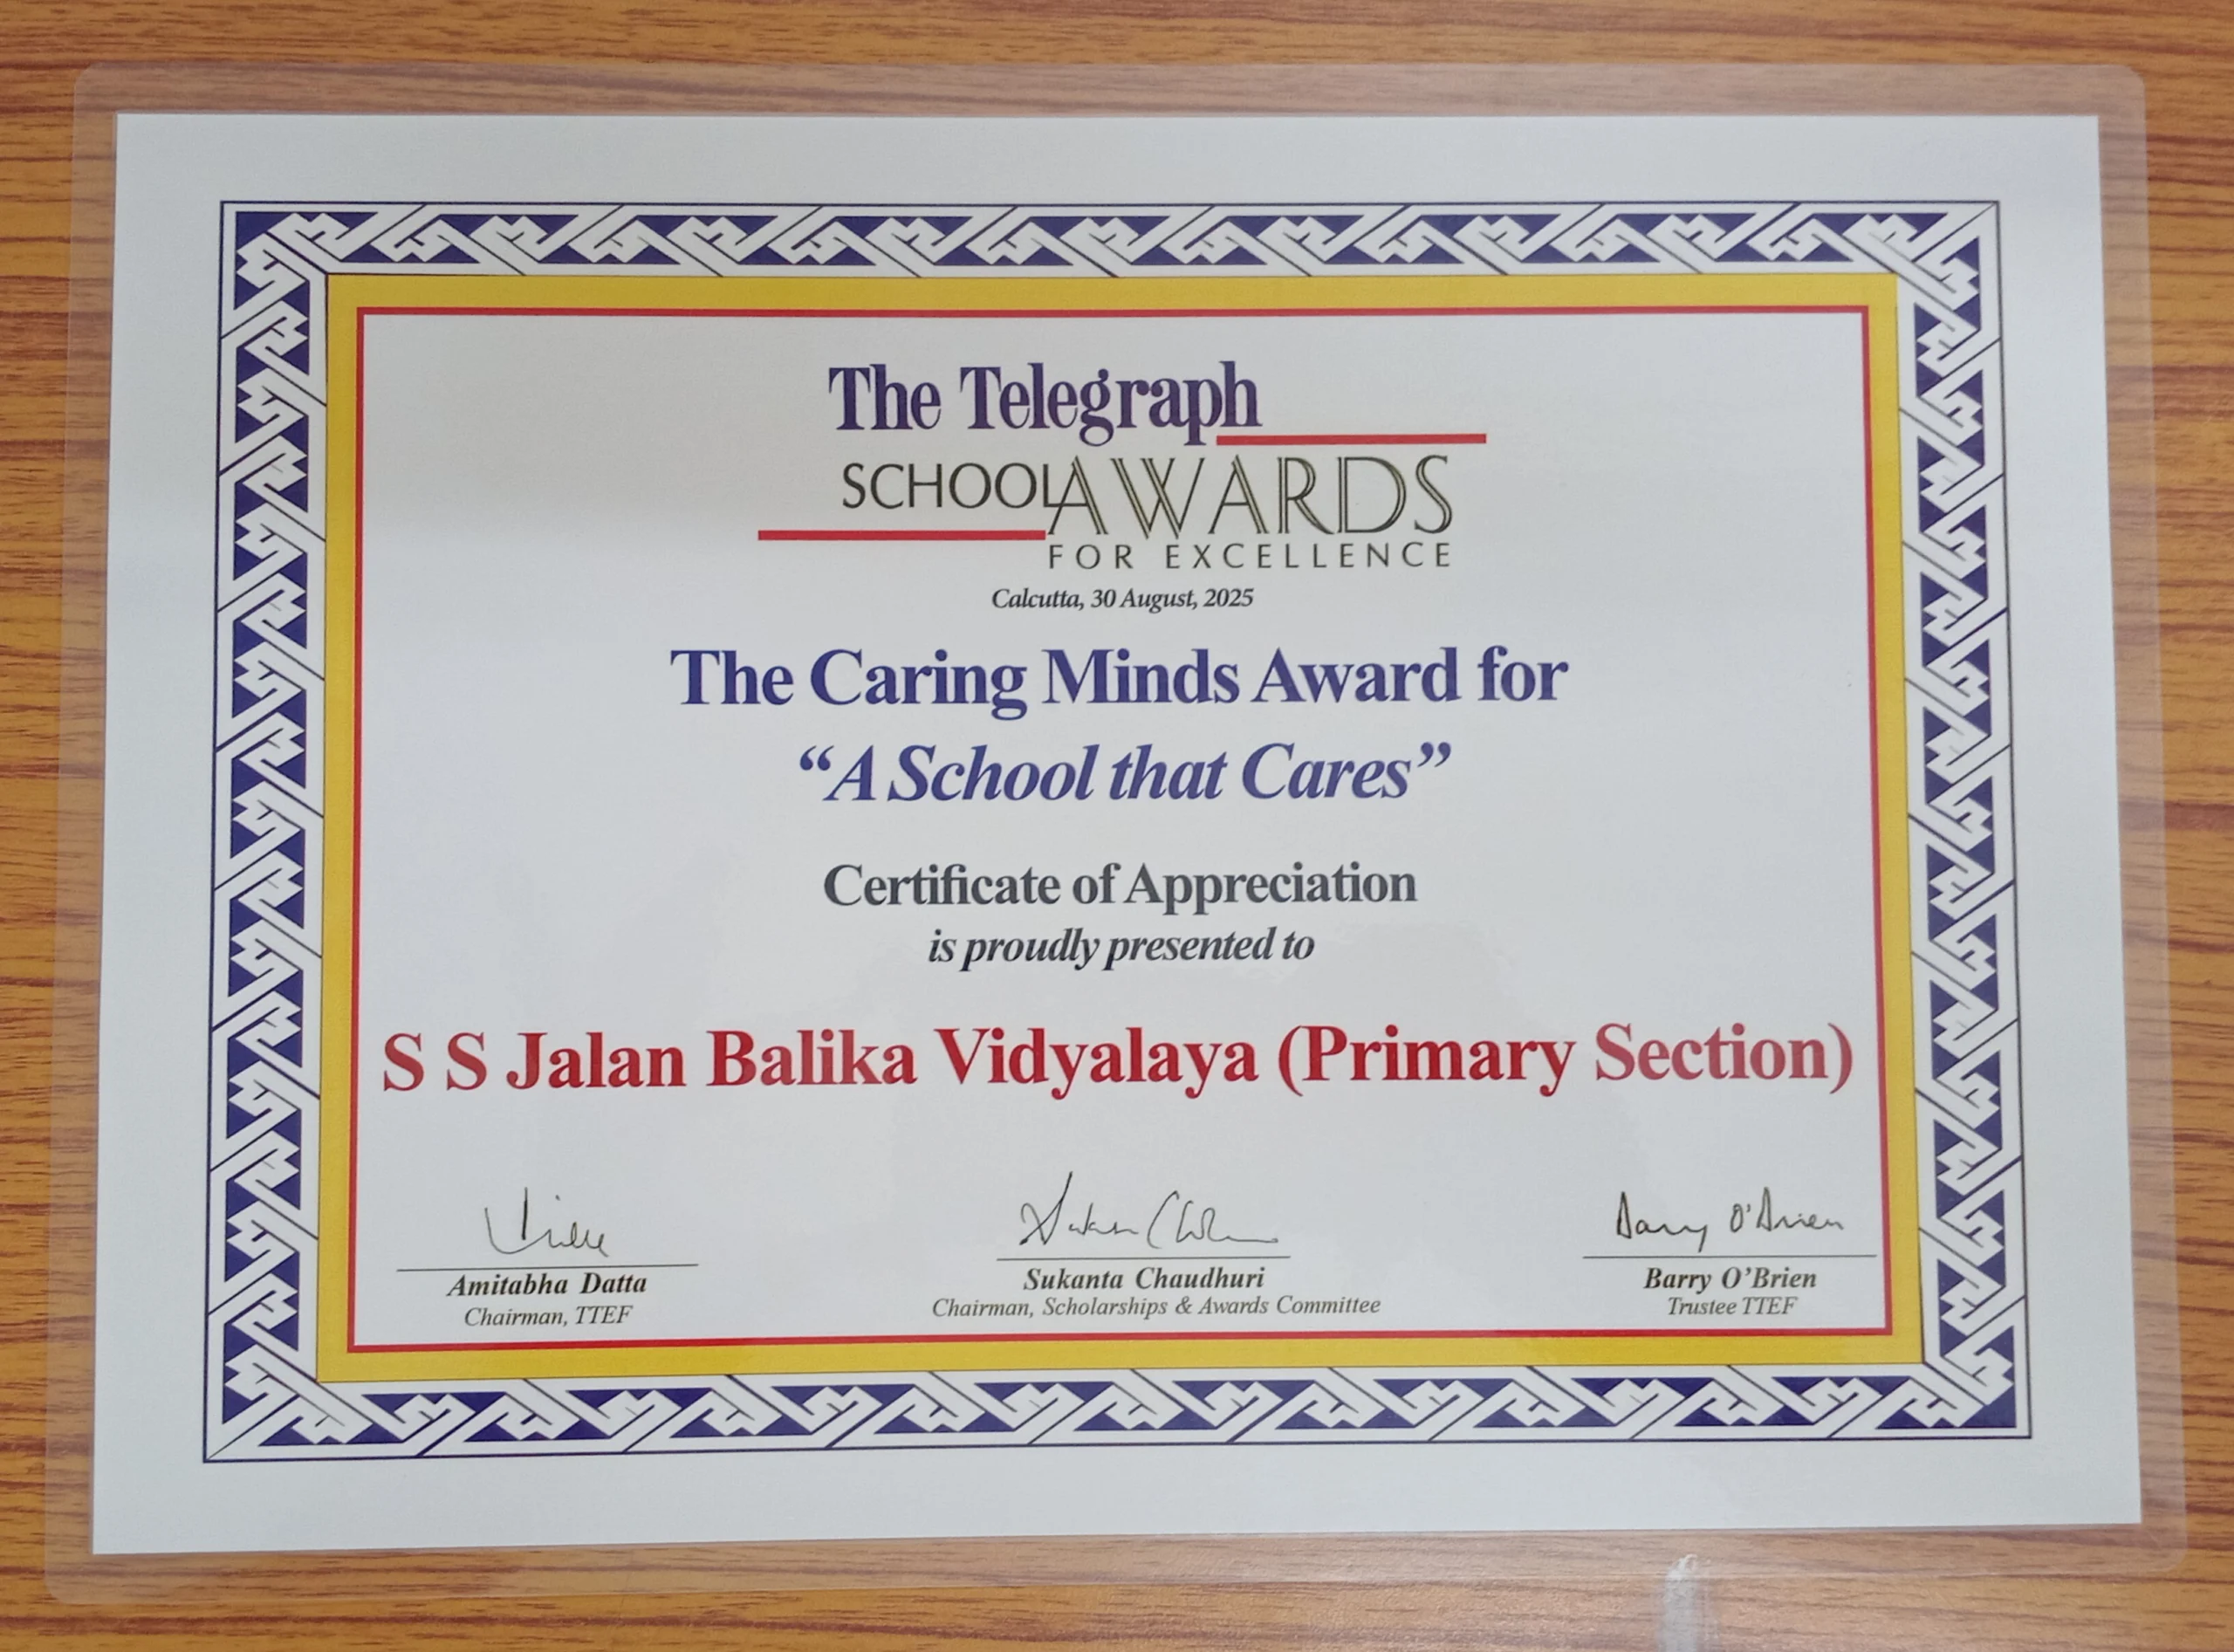 The Telegraph
SCHOOL AWARDS
FOR EXCELLENCE
Calcutta, 30 August, 2025
The Caring Minds Award for
“A School that Cares”
Certificate of Appreciation
is proudly presented to
S S Jalan Balika Vidyalaya (Primary Section)
Barry O'Brien
Amitabha Datta
Chairman, TTEF
Sukanta Chaudhuri
Chairman, Scholarships & Awards Committee
Barry O’Brien
Trustee TTEF